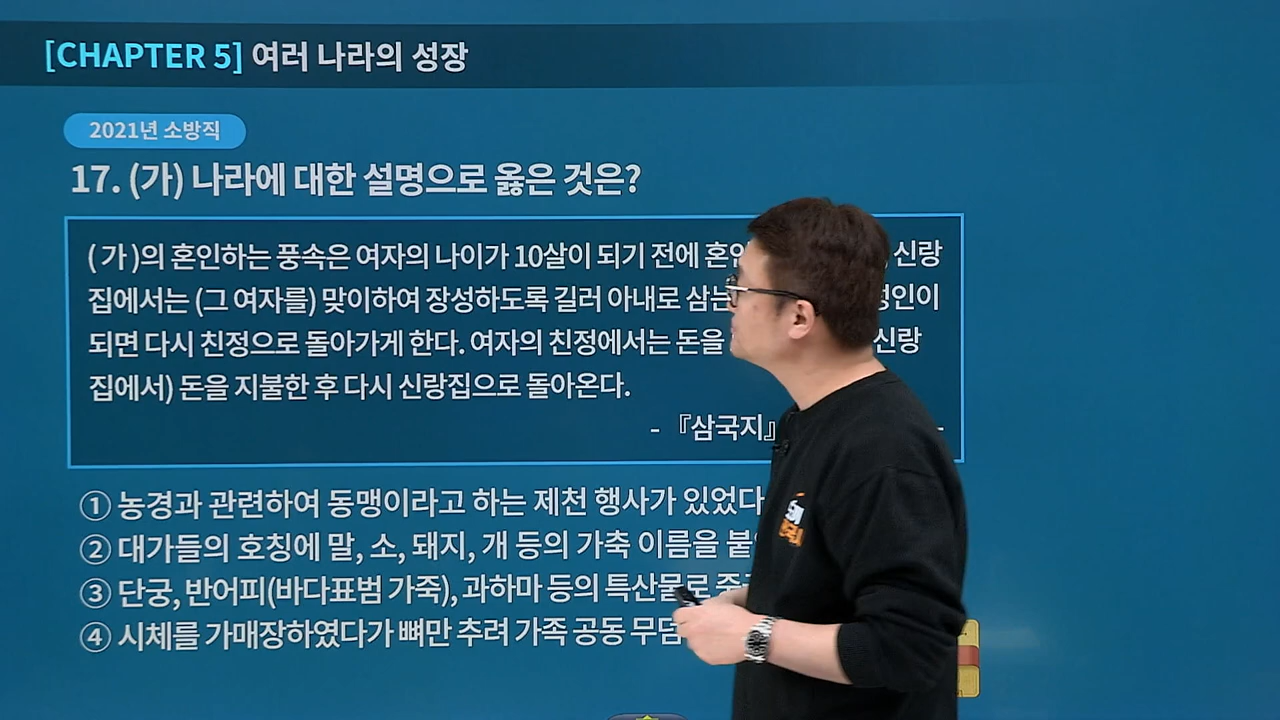 [CHAPTER 5] 여러 나라의 성장
2021년 소방직
17. (가) 나라에 대한 설명으로 옳은 것은?
( 가 )의 혼인하는 풍속은 여자의 나이가 10살이 되기 전에 신랑
집에서는 (그 여자를) 맞이하여 장성하도록 길러 아내로
되면 다시 친정으로 돌아가게 한다. 여자의 친정에서는 돈을 신랑
집에서) 돈을 지불한 후 다시 신랑집으로 돌아온다.
- 『삼국지』 -
① 농경과 관련하여 동맹이라고 하는 제천 행사가 있었다
② 대가들의 호칭에 말, 소, 돼지, 개 등의 가축 이름을
③ 단궁, 반어피(바다표범 가죽), 과하마 등의 특산물로
④ 시체를 가매장하였다가 뼈만 추려 가족 공동